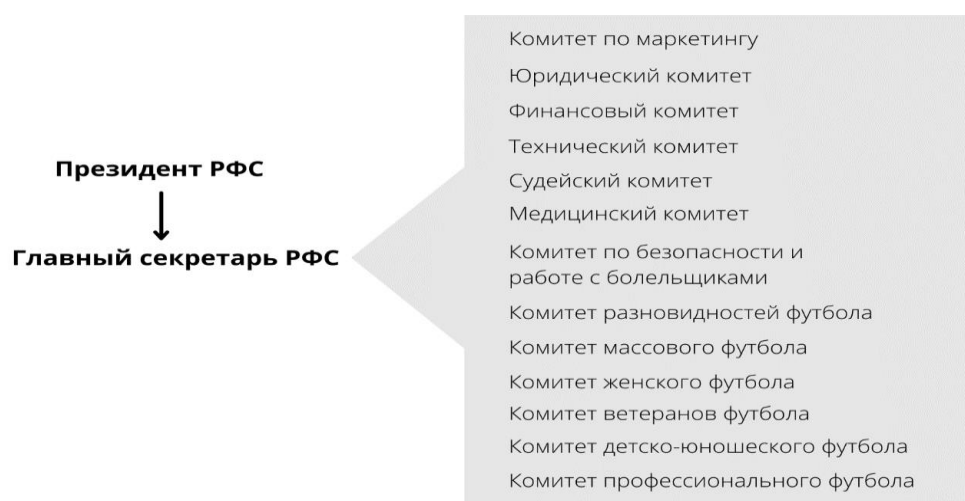 Президент РФС
Главный секретарь РФС
Комитет по маркетингу
Юридический комитет
Финансовый комитет
Технический комитет
Судейский комитет
Медицинский комитет
Комитет по безопасности и
работе с болельщиками
Комитет разновидностей футбола
Комитет массового футбола
Комитет женского футбола
Комитет ветеранов футбола
Комитет детско-юношеского футбола
Комитет профессионального футбола